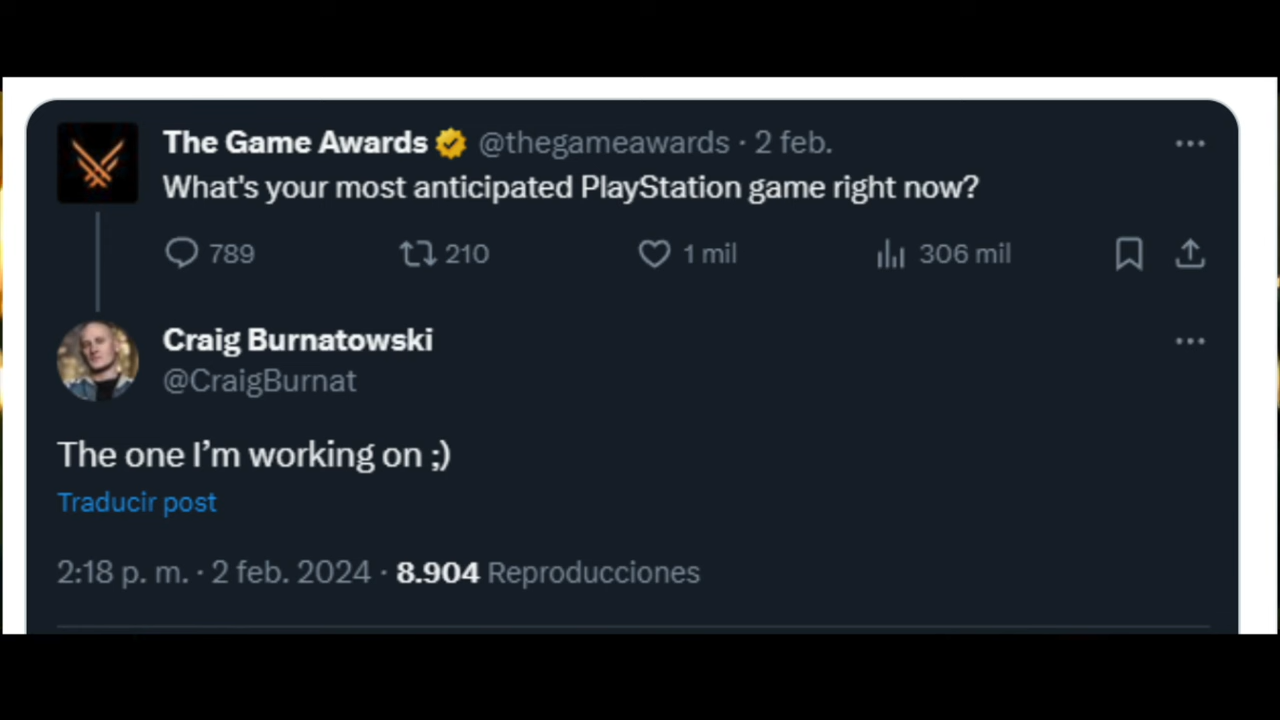 The Game Awards @thegameawards · 2 feb.
What's your most anticipated PlayStation game right now?
789 210 1 mil 306 mil
Craig Burnatowski
@CraigBurnat
The one I’m working on ;)
Traducir post
2:18 p. m. · 2 feb. 2024 · 8.904 Reproducciones